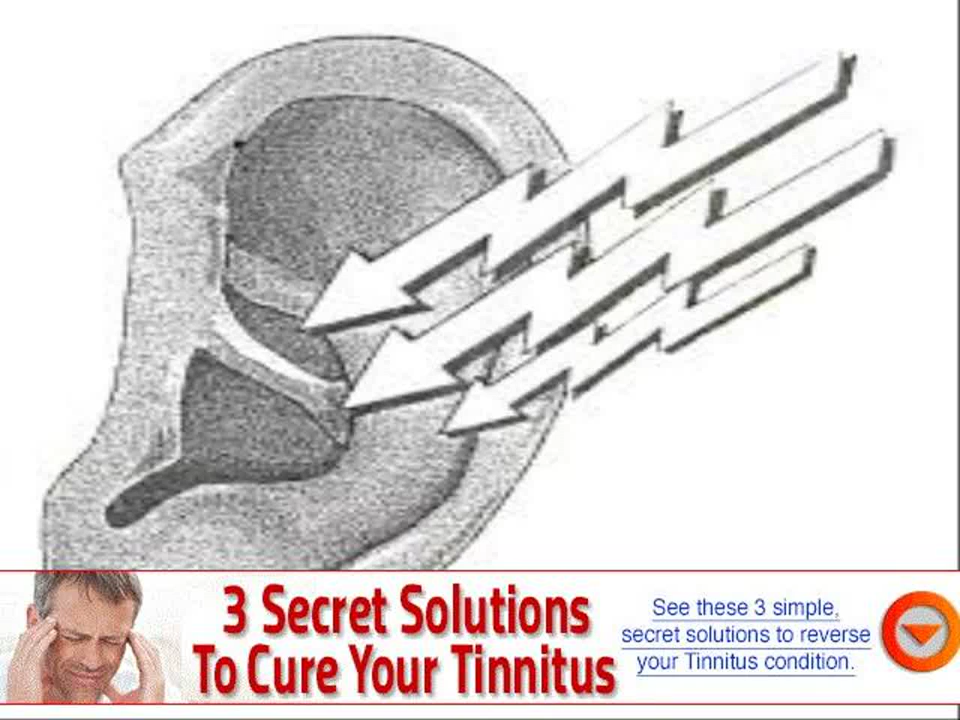 3 Secret Solutions
To Cure Your Tinnitus
See these 3 simple,
secret solutions to reverse
your Tinnitus condition.